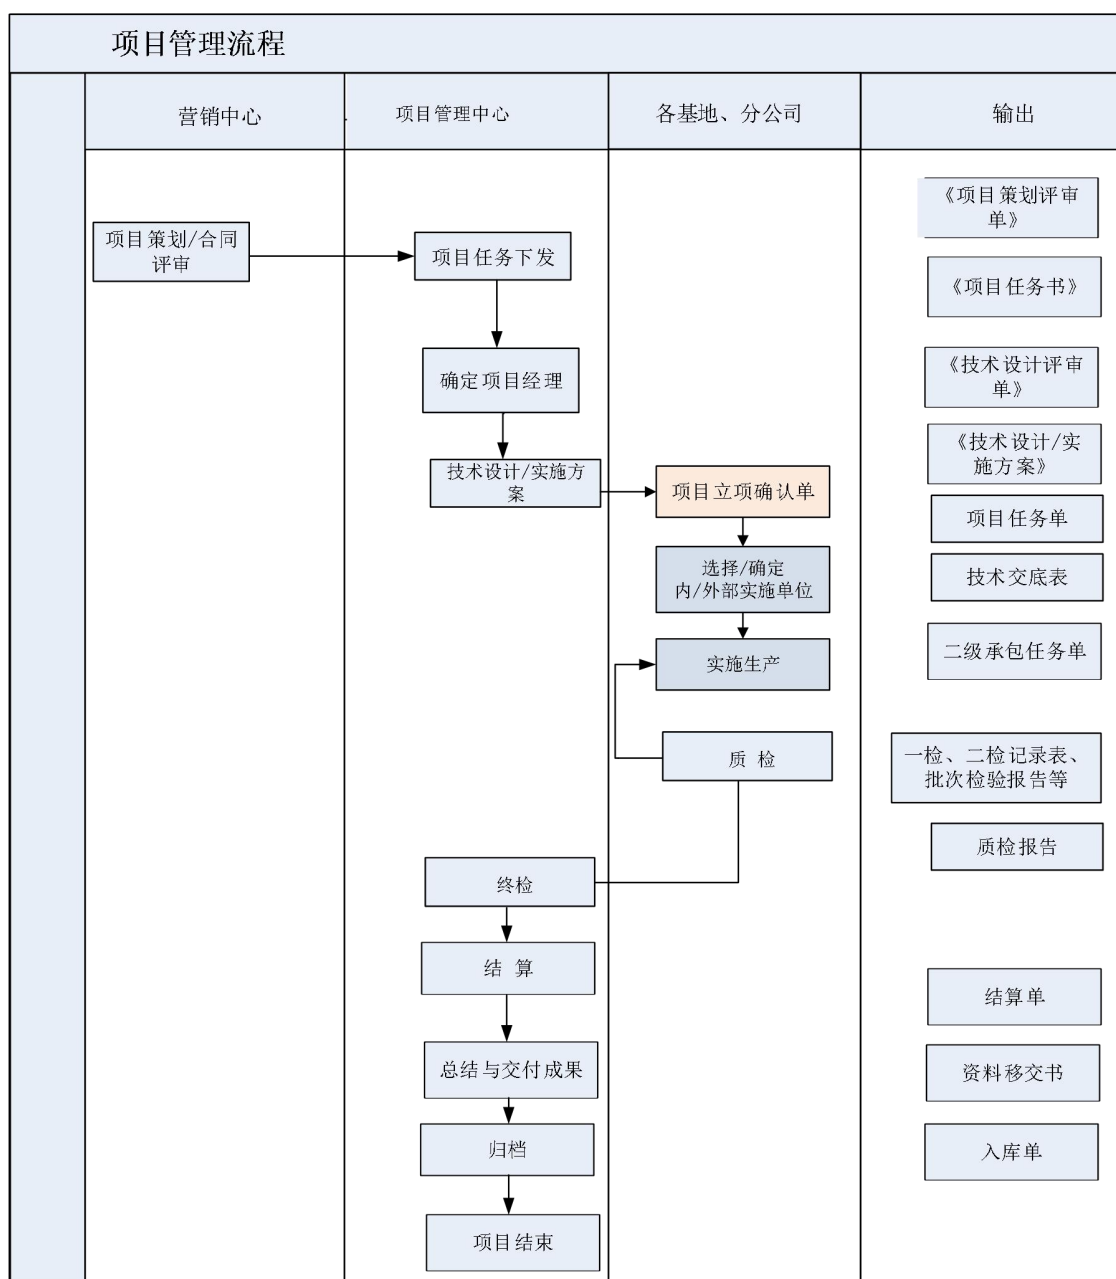 项目管理流程
营销中心
项目管理中心
各基地、分公司
输出
项目策划/合同
评审
项目任务下发
确定项目经理
技术设计/实施方
案
项目立项确认单
选择/确定
内/外部实施单位
实施生产
质 检
终检
结 算
总结与交付成果
归档
项目结束
《项目策划评审
单》
《项目任务书》
《技术设计评审
单》
《技术设计/实
施方案》
项目任务单
技术交底表
二级承包任务单
一检、二检记录表、
批次检验报告等
质检报告
结算单
资料移交书
入库单